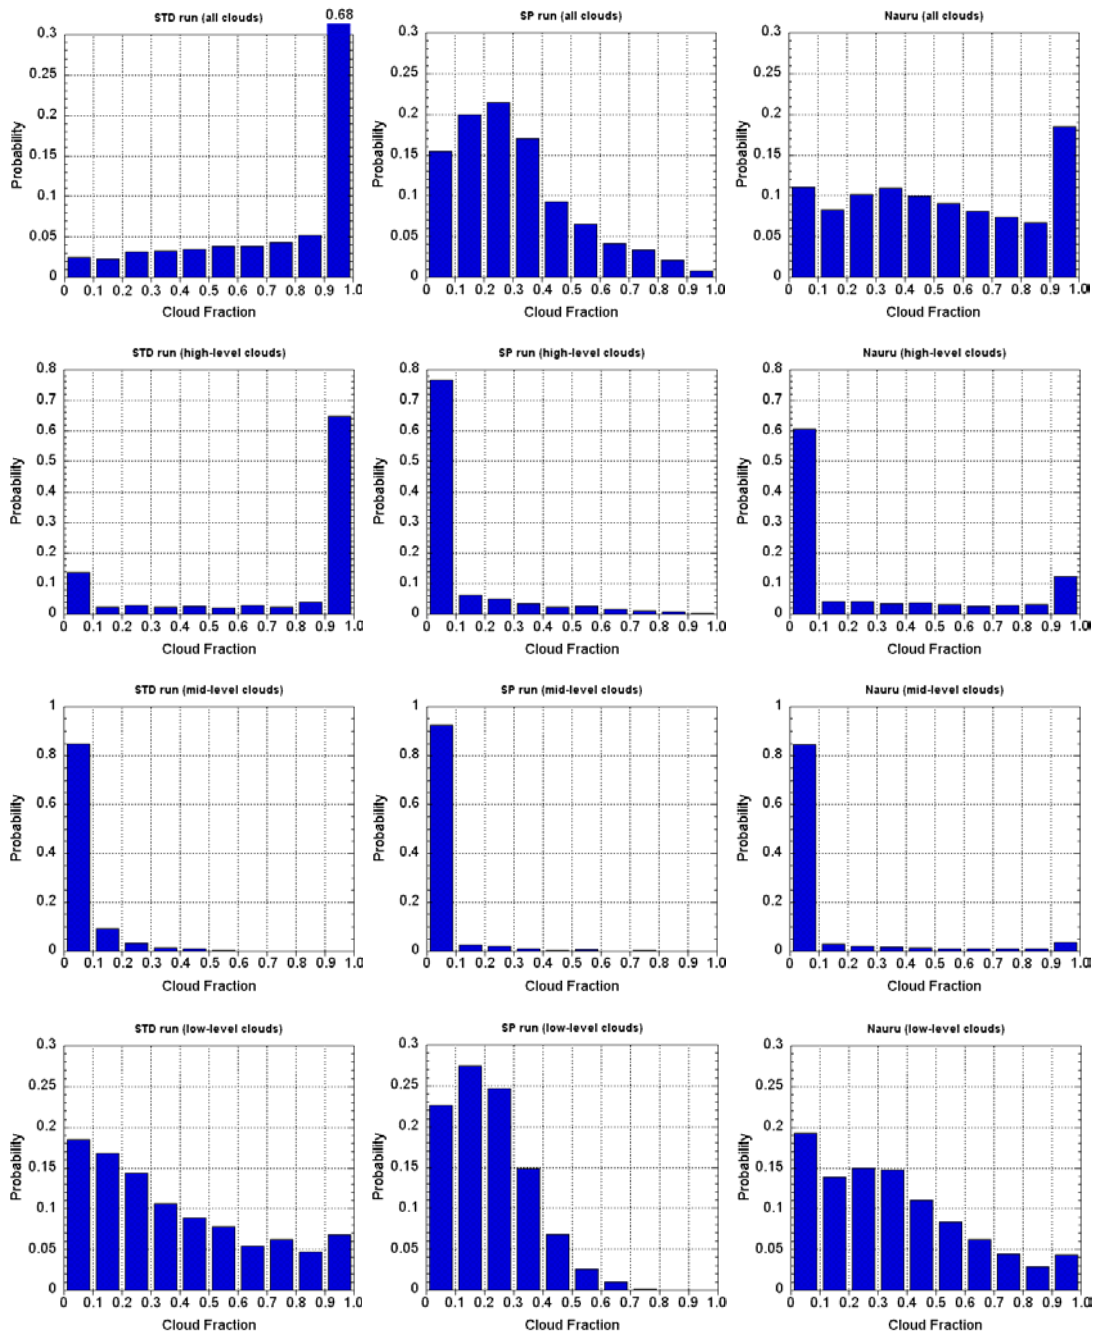 STD run (all clouds)
0.68
0.3
0.25
0.2
0.15
0.1
0.05
0
Probability
0 0.1 0.2 0.3 0.4 0.5 0.6 0.7 0.8 0.9 1.0
Cloud Fraction
SP run (all clouds)
0.3
0.25
0.2
0.15
0.1
0.05
0
Probability
0 0.1 0.2 0.3 0.4 0.5 0.6 0.7 0.8 0.9 1.0
Cloud Fraction
Nauru (all clouds)
0.3
0.25
0.2
0.15
0.1
0.05
0
Probability
0 0.1 0.2 0.3 0.4 0.5 0.6 0.7 0.8 0.9 1.0
Cloud Fraction
STD run (high-level clouds)
0.8
0.7
0.6
0.5
0.4
0.3
0.2
0.1
0
Probability
0 0.1 0.2 0.3 0.4 0.5 0.6 0.7 0.8 0.9 1.0
Cloud Fraction
SP run (high-level clouds)
0.8
0.7
0.6
0.5
0.4
0.3
0.2
0.1
0
Probability
0 0.1 0.2 0.3 0.4 0.5 0.6 0.7 0.8 0.9 1.0
Cloud Fraction
Nauru (high-level clouds)
0.8
0.7
0.6
0.5
0.4
0.3
0.2
0.1
0
Probability
0 0.1 0.2 0.3 0.4 0.5 0.6 0.7 0.8 0.9 1.0
Cloud Fraction
STD run (mid-level clouds)
1
0.8
0.6
0.4
0.2
0
Probability
0 0.1 0.2 0.3 0.4 0.5 0.6 0.7 0.8 0.9 1.0
Cloud Fraction
SP run (mid-level clouds)
1
0.8
0.6
0.4
0.2
0
Probability
0 0.1 0.2 0.3 0.4 0.5 0.6 0.7 0.8 0.9 1.0
Cloud Fraction
Nauru (mid-level clouds)
1
0.8
0.6
0.4
0.2
0
Probability
0 0.1 0.2 0.3 0.4 0.5 0.6 0.7 0.8 0.9 1.0
Cloud Fraction
STD run (low-level clouds)
0.3
0.25
0.2
0.15
0.1
0.05
0
Probability
0 0.1 0.2 0.3 0.4 0.5 0.6 0.7 0.8 0.9 1.0
Cloud Fraction
SP run (low-level clouds)
0.3
0.25
0.2
0.15
0.1
0.05
0
Probability
0 0.1 0.2 0.3 0.4 0.5 0.6 0.7 0.8 0.9 1.0
Cloud Fraction
Nauru (low-level clouds)
0.3
0.25
0.2
0.15
0.1
0.05
0
Probability
0 0.1 0.2 0.3 0.4 0.5 0.6 0.7 0.8 0.9 1.0
Cloud Fraction